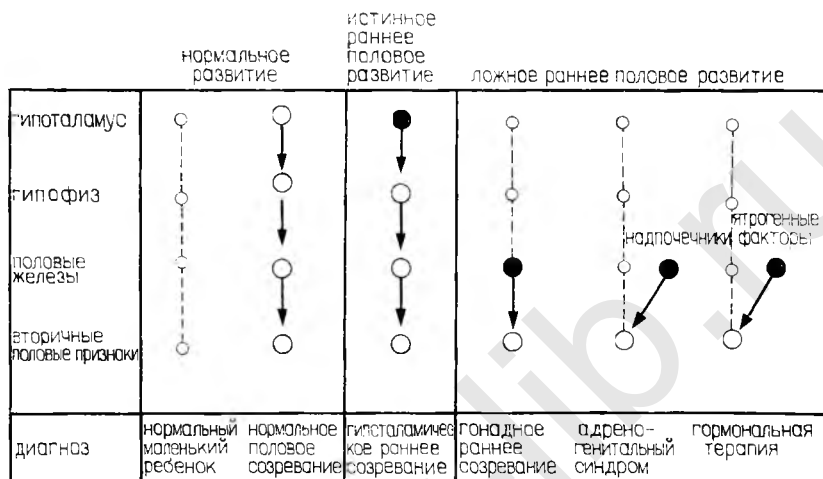 истинное
раннее
половое
развитие
нормальное
развитие
ложное раннее половое развитие
гипоталамус
гипофиз
надпочечники
ятрогенные
факторы
половые
железы
вторичные
половые признаки
диагноз
нормальный
маленький
ребенок
нормальное
половое
созревание
гипоталамичес
кое раннее
созревание
гонадное
раннее
созревание
адрено-
генитальный
синдром
гормональная
терапия